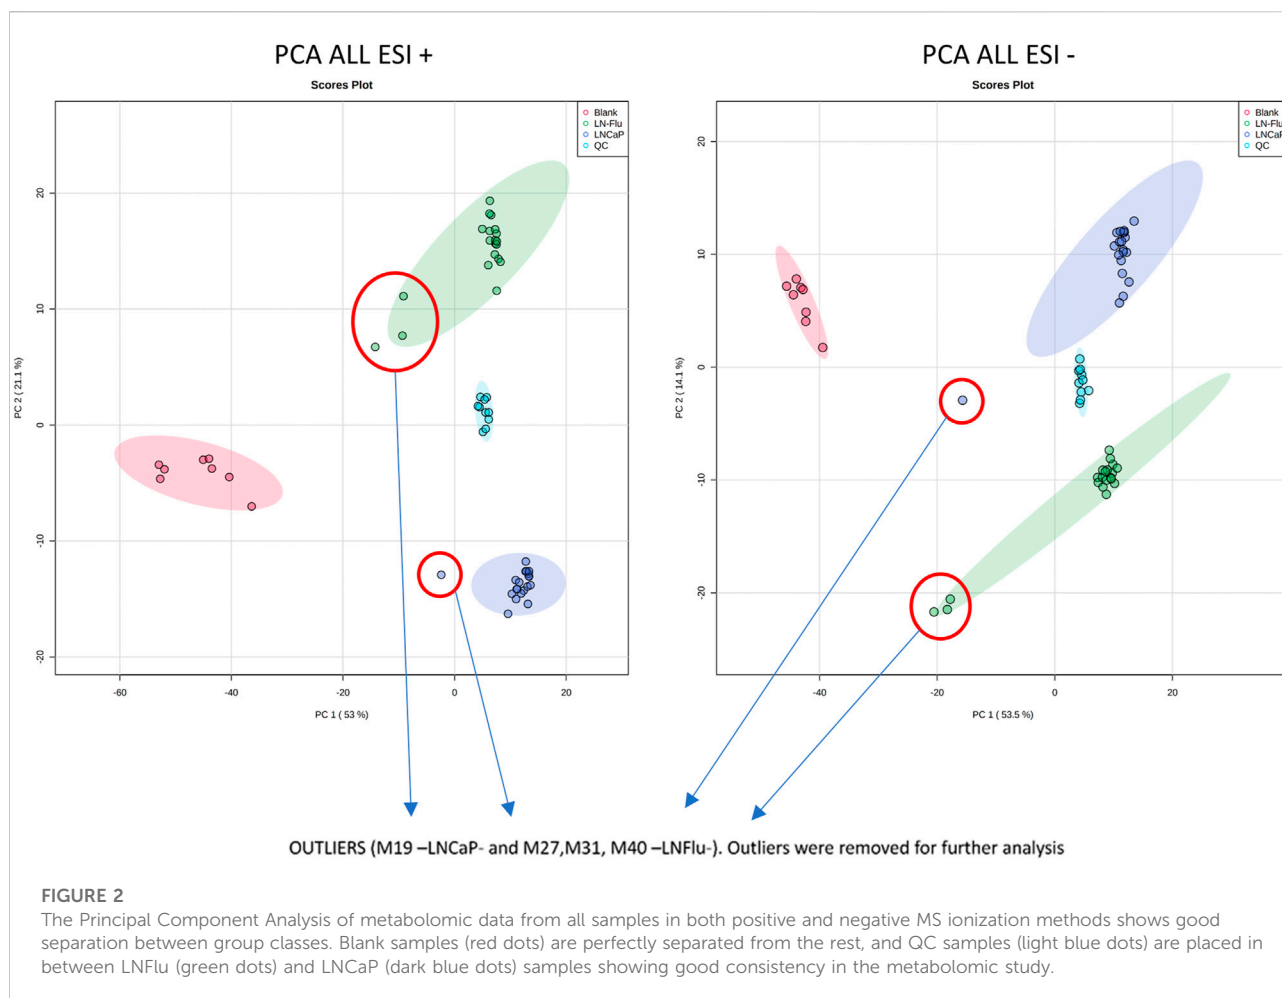 PCA ALL ESI +
Scores Plot
Blank
LN-Flu
LNCaP
QC
PC 2 ( 21.1 %)
20
10
0
-10
-20
-60
-40
-20
0
20
PC 1 ( 53 %)
PCA ALL ESI -
Scores Plot
Blank
LN-Flu
LNCaP
QC
PC 2 ( 14.1 %)
20
10
0
-10
-20
-40
-20
0
20
PC 1 ( 53.5 %)
OUTLIERS (M19 –LNCaP- and M27,M31, M40 –LNFlu-). Outliers were removed for further analysis
FIGURE 2
The Principal Component Analysis of metabolomic data from all samples in both positive and negative MS ionization methods shows good
separation between group classes. Blank samples (red dots) are perfectly separated from the rest, and QC samples (light blue dots) are placed in
between LNFlu (green dots) and LNCaP (dark blue dots) samples showing good consistency in the metabolomic study.